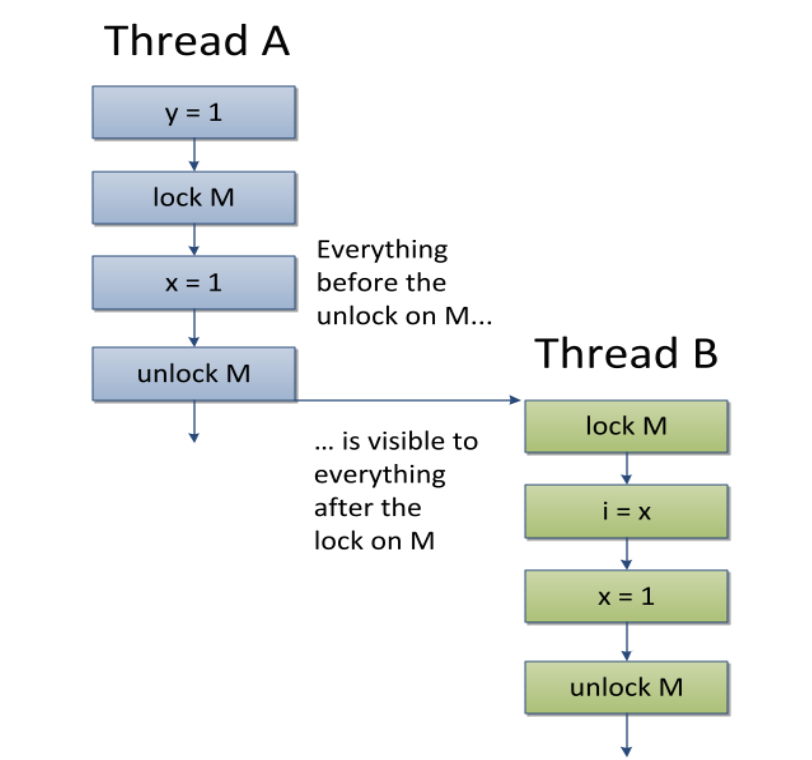 Thread A
y = 1
lock M
x = 1
unlock M
Everything
before the
unlock on M...
... is visible to
everything
after the
lock on M
Thread B
lock M
i = x
x = 1
unlock M